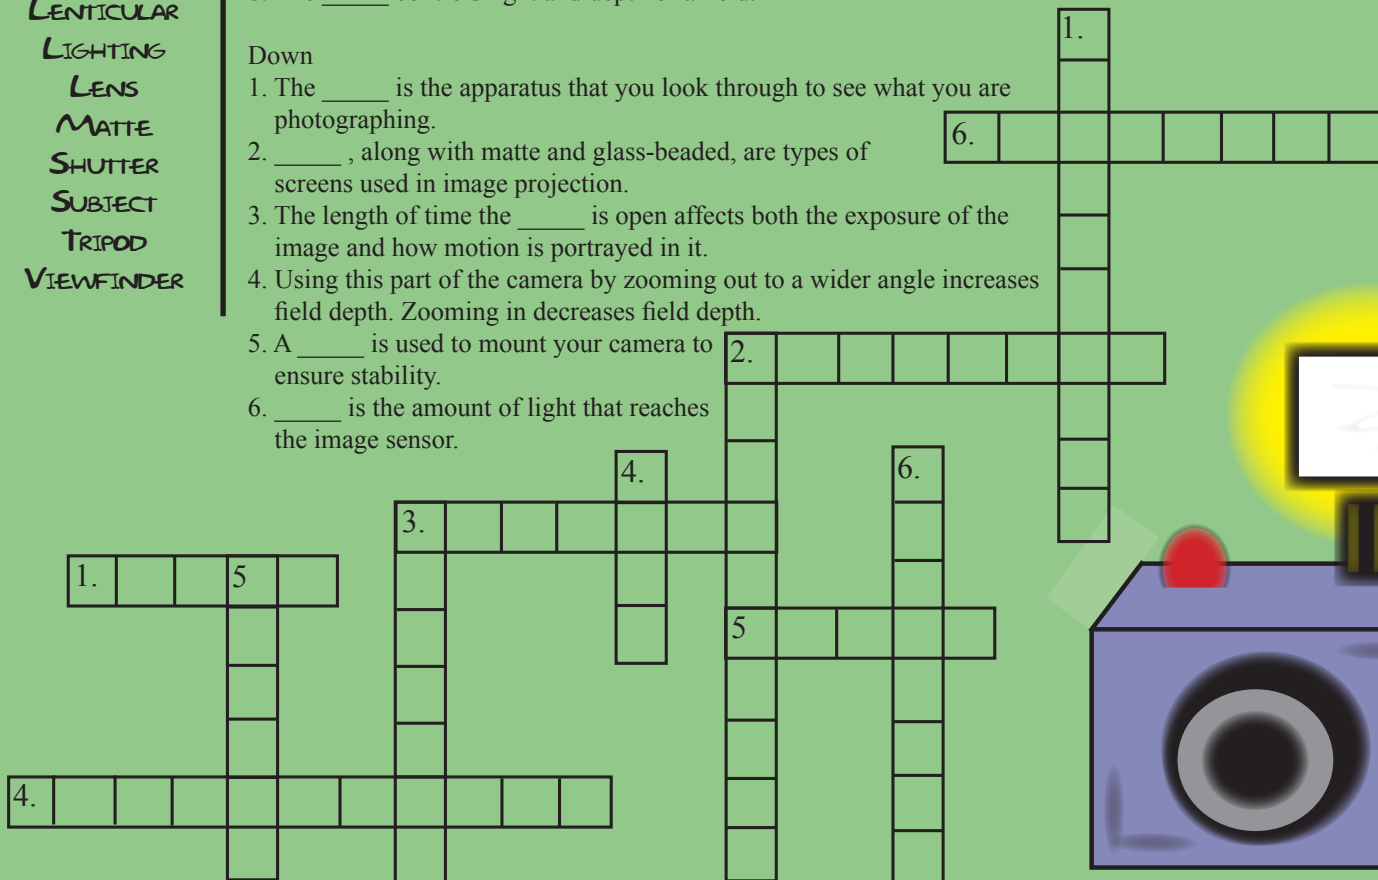 LENTICULAR
LIGHTING
LENS
MATTE
SHUTTER
SUBJECT
TRIPOD
VIEWFINDER
Down
1. The _____ is the apparatus that you look through to see what you are
photographing.
2. _____ , along with matte and glass-beaded, are types of
screens used in image projection.
3. The length of time the _____ is open affects both the exposure of the
image and how motion is portrayed in it.
4. Using this part of the camera by zooming out to a wider angle increases
field depth. Zooming in decreases field depth.
5. A _____ is used to mount your camera to
ensure stability.
6. _____ is the amount of light that reaches
the image sensor.
1.
6.
2.
4.
6.
3.
1.
5
5
4.